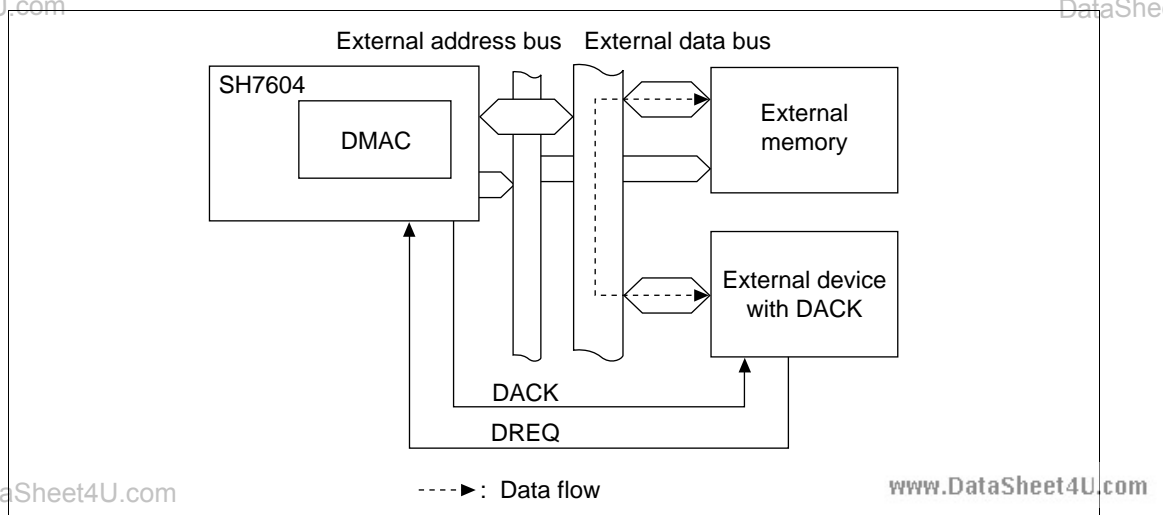 U.com
DataShee
External address bus External data bus
SH7604
DMAC
External
memory
External device
with DACK
DACK
DREQ
: Data flow
aSheet4U.com
www.DataSheet4U.com